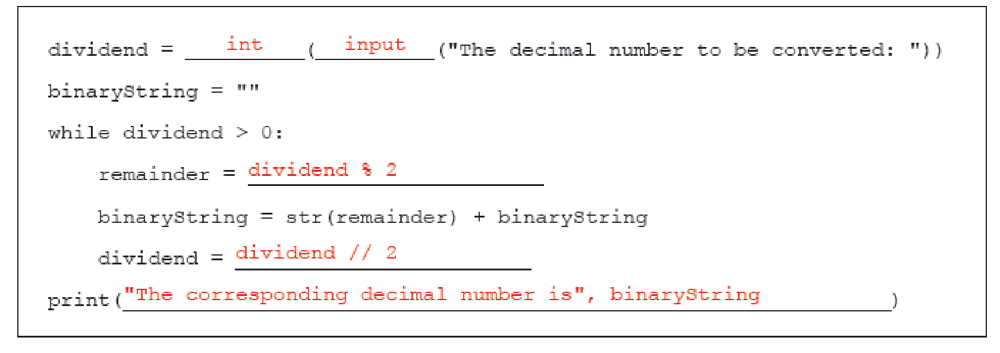 dividend = int(input("The decimal number to be converted: "))
binaryString = ""
while dividend > 0:
remainder = dividend % 2
binaryString = str(remainder) + binaryString
dividend = dividend // 2
print("The corresponding decimal number is", binaryString)